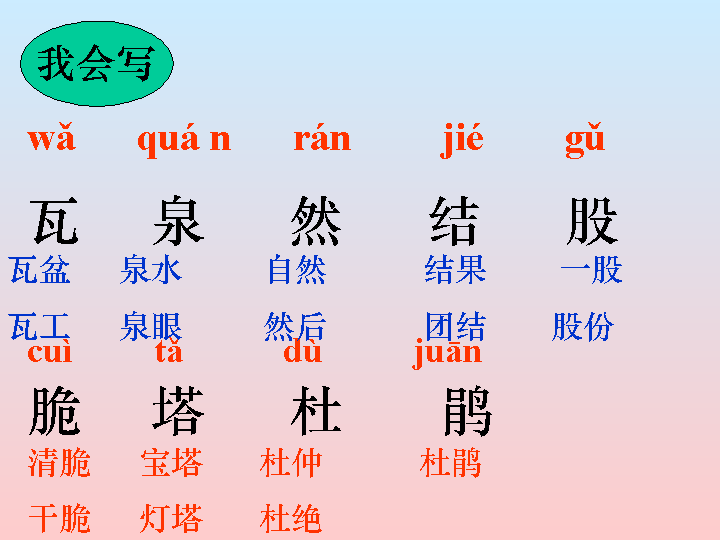 我会写
wǎ quá n rán jié gǔ
瓦 泉 然 结 股
瓦盆 泉水 自然 结果 一股
瓦工 泉眼 然后 团结 股份
cuì tǎ dù juān
脆 塔 杜 鹃
清脆 宝塔 杜仲 杜鹃
干脆 灯塔 杜绝